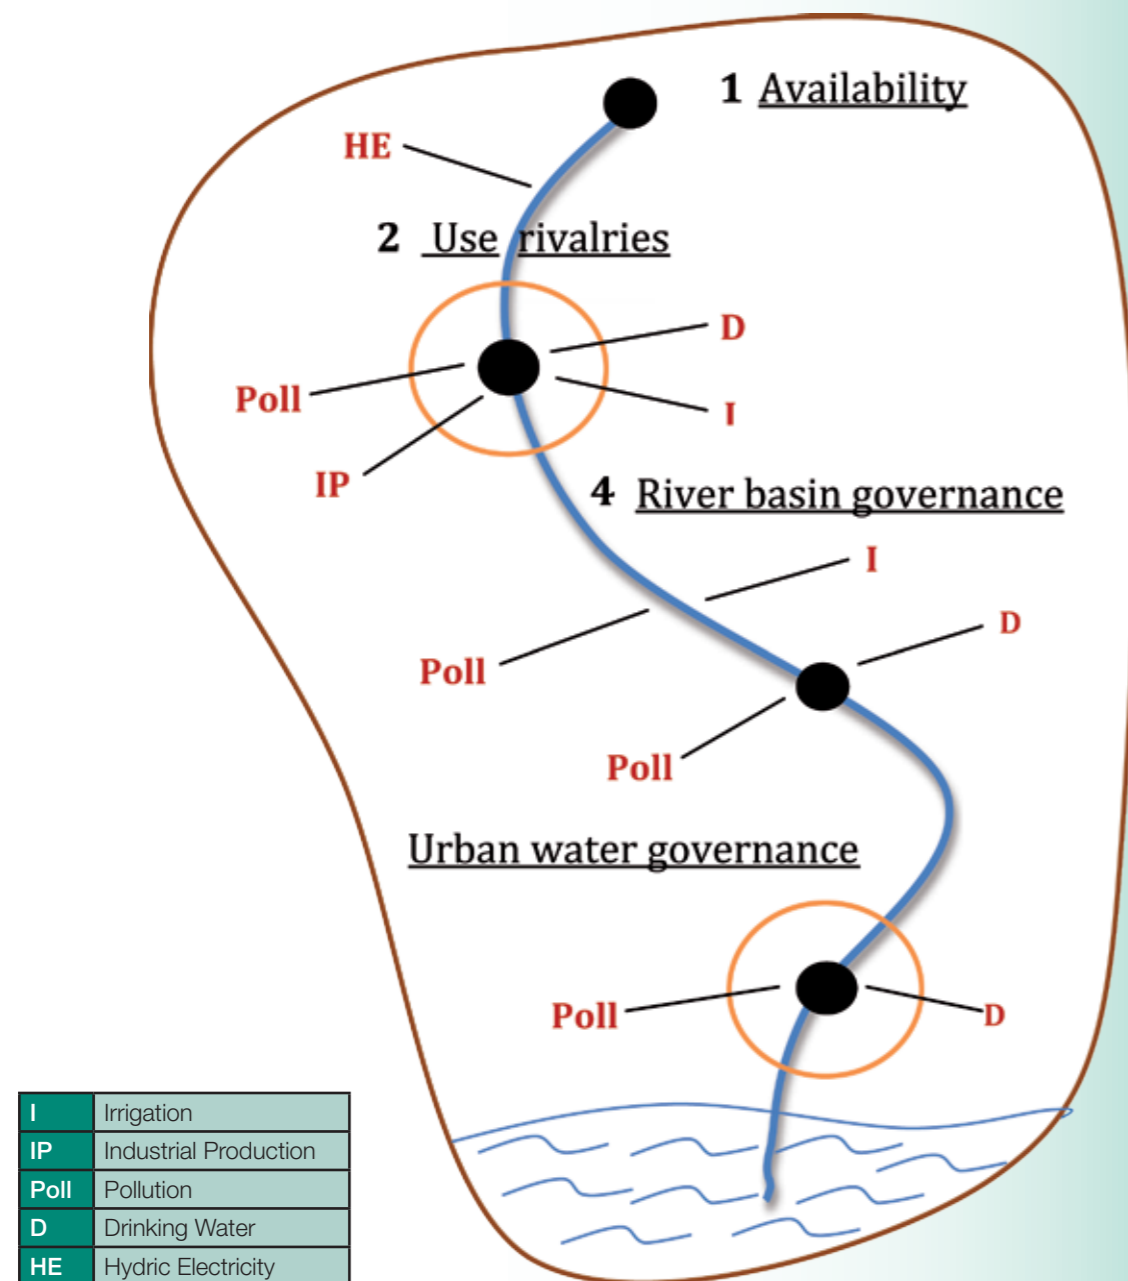 1 Availability
HE
2 Use rivalries
D
Poll
I
IP
4 River basin governance
I
D
Poll
Poll
Urban water governance
Poll
D
I Irrigation
IP Industrial Production
Poll Pollution
D Drinking Water
HE Hydric Electricity